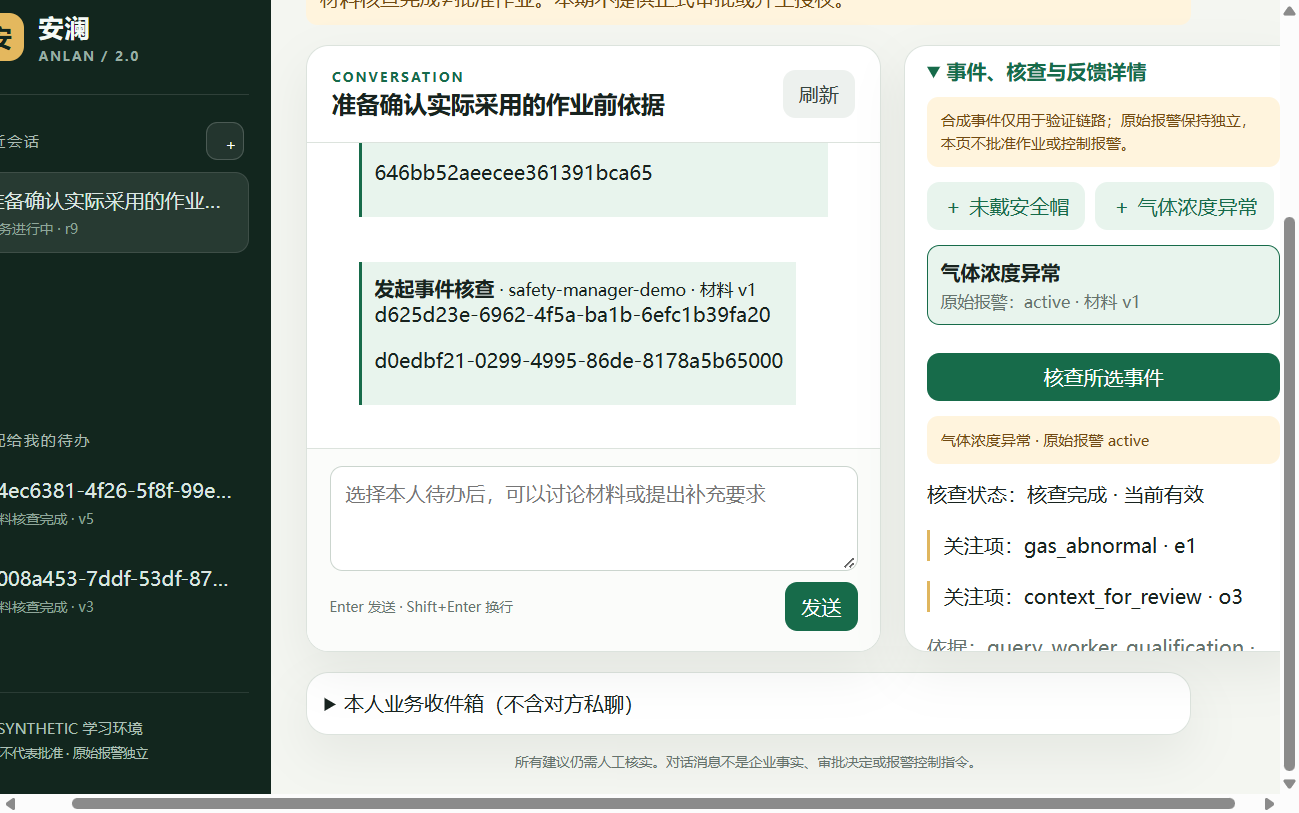 安
安澜
ANLAN / 2.0
近会话
+
准备确认实际采用的作业...
务进行中 · r9
配给我的待办
4ec6381-4f26-5f8f-99e...
料核查完成 · v5
008a453-7ddf-53df-87...
料核查完成 · v3
SYNTHETIC 学习环境
不代表批准 · 原始报警独立
材料核查完成≠批准作业。本期不提供正式审批或开工授权。
CONVERSATION
准备确认实际采用的作业前依据
刷新
646bb52aeecee361391bca65
发起事件核查 · safety-manager-demo · 材料 v1
d625d23e-6962-4f5a-ba1b-6efc1b39fa20
d0edbf21-0299-4995-86de-8178a5b65000
选择本人待办后，可以讨论材料或提出补充要求
Enter 发送 · Shift+Enter 换行
发送
▼ 事件、核查与反馈详情
合成事件仅用于验证链路；原始报警保持独立，
本页不批准作业或控制报警。
+ 未戴安全帽
+ 气体浓度异常
气体浓度异常
原始报警：active · 材料 v1
核查所选事件
气体浓度异常 · 原始报警 active
核查状态：核查完成 · 当前有效
关注项：gas_abnormal · e1
关注项：context_for_review · o3
依据：query_worker_qualification ·
▶ 本人业务收件箱（不含对方私聊）
所有建议仍需人工核实。对话消息不是企业事实、审批决定或报警控制指令。